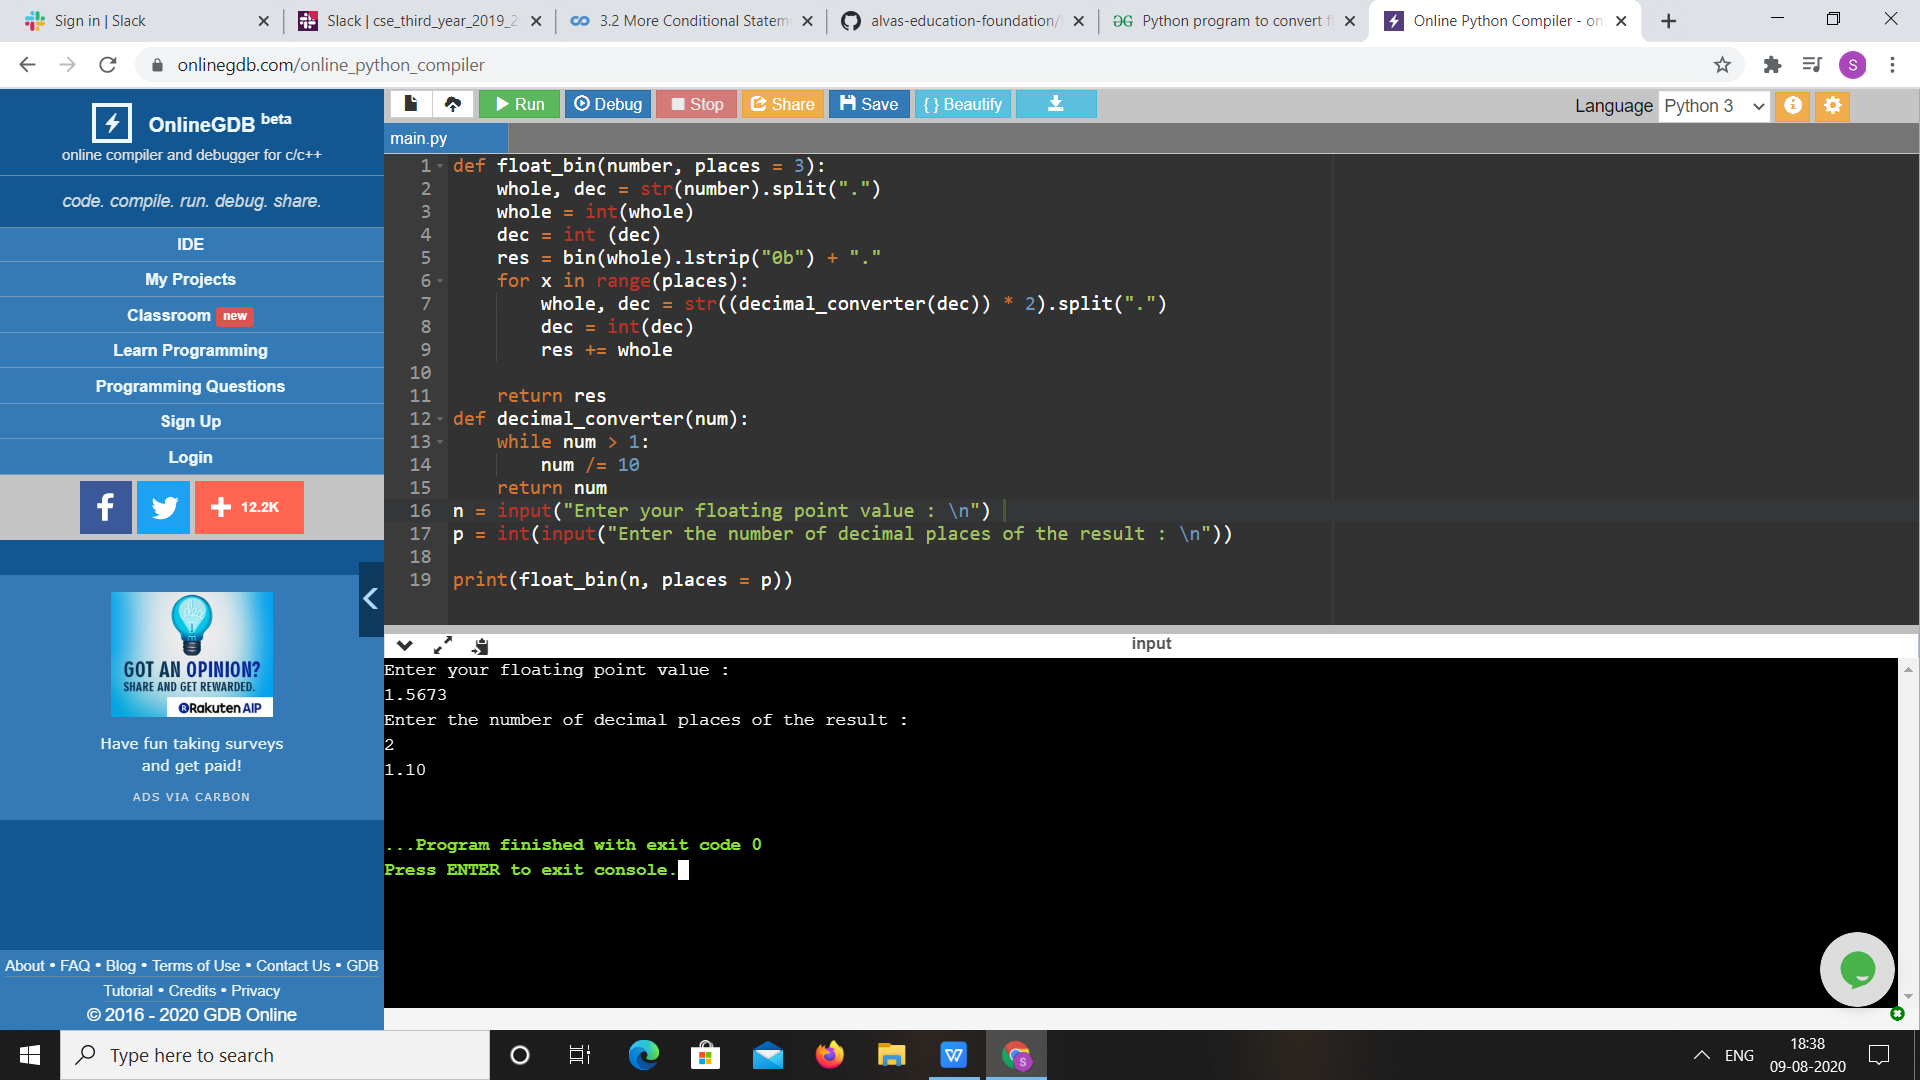 Sign in | Slack
Slack | cse_third_year_2019_2
3.2 More Conditional Statem
alvas-education-foundation/
Python program to convert f
Online Python Compiler - on
onlinegdb.com/online_python_compiler
S
OnlineGDB beta
online compiler and debugger for c/c++
code. compile. run. debug. share.
IDE
My Projects
Classroom new
Learn Programming
Programming Questions
Sign Up
Login
12.2K
GOT AN OPINION?
SHARE AND GET REWARDED.
Rakuten AIP
Have fun taking surveys
and get paid!
ADS VIA CARBON
About • FAQ • Blog • Terms of Use • Contact Us • GDB
Tutorial • Credits • Privacy
© 2016 - 2020 GDB Online
Run Debug Stop Share Save { } Beautify
Language Python 3
main.py
1 def float_bin(number, places = 3):
2 whole, dec = str(number).split(".")
3 whole = int(whole)
4 dec = int (dec)
5 res = bin(whole).lstrip("0b") + "."
6 for x in range(places):
7 whole, dec = str((decimal_converter(dec)) * 2).split(".")
8 dec = int(dec)
9 res += whole
10
11 return res
12 def decimal_converter(num):
13 while num > 1:
14 num /= 10
15 return num
16 n = input("Enter your floating point value : \n")
17 p = int(input("Enter the number of decimal places of the result : \n"))
18
19 print(float_bin(n, places = p))
input
Enter your floating point value :
1.5673
Enter the number of decimal places of the result :
2
1.10
...Program finished with exit code 0
Press ENTER to exit console.
Type here to search
ENG
18:38
09-08-2020